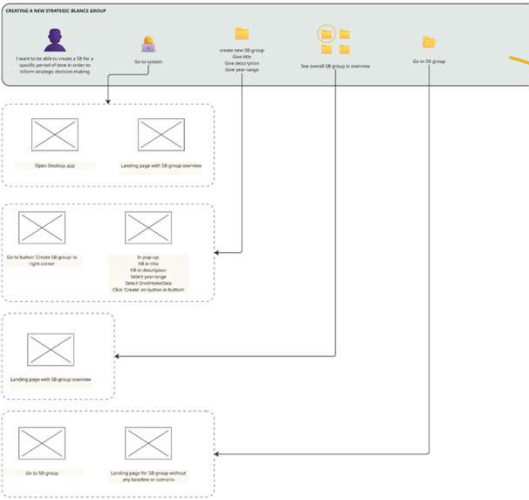 CREATING A NEW STRATEGIC BLANCE GROUP
I want to be able to create a SB for a
specific period of time in order to
inform strategic decision making
Go to system
create new SB-group
Give title
Give description
Give year range
See overall SB group in overview
Go to SB group
Open Desktop app
Landing page with SB-group overview
Go to button 'Create SB group' in
right corner
In pop-up:
Fill in title
Fill in description
Select year range
Select
Click 'Create' on button in bottom
Landing page with SB-group overview
Go to SB-group
Landing page for SB-group without
any baseline or scenario